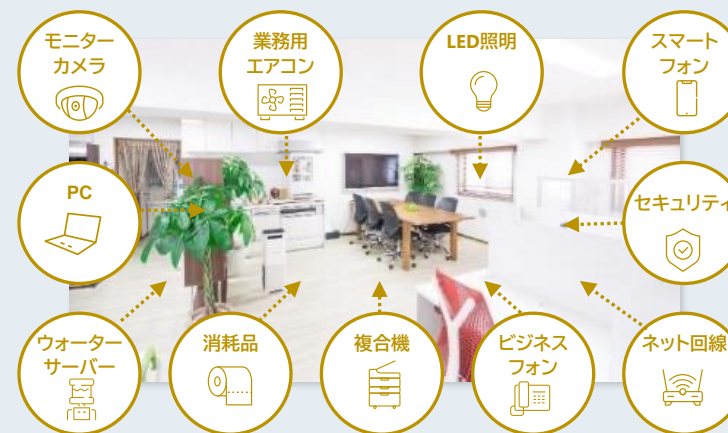 モニター
カメラ
業務用
エアコン
LED照明
スマート
フォン
PC
セキュリティ
ウォーター
サーバー
消耗品
複合機
ビジネス
フォン
ネット回線